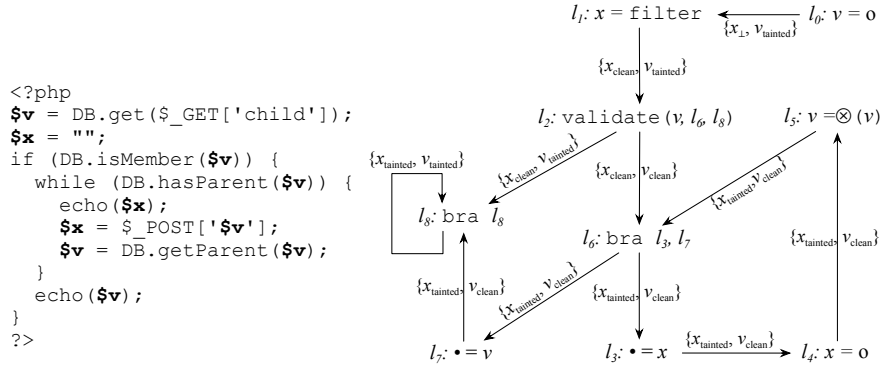 <?php
$v = DB.get($_GET['child']);
$x = "";
if (DB.isMember($v)) {
while (DB.hasParent($v)) {
echo($x);
$x = $_POST['$v'];
$v = DB.getParent($v);
}
echo($v);
}
?>
l1: x = filter
{x⊥, vtainted}
l0: v = o
{xclean, vtainted}
l2: validate(v, l6, l8)
l5: v =⊗(v)
{xtainted, vtainted}
{xclean, vtainted}
{xclean, vclean}
{xtainted, vclean}
l8: bra l8
l6: bra l3, l7
{xtainted, vclean}
{xtainted, vclean}
{xtainted, vclean}
{xtainted, vclean}
l7: • = v
l3: • = x
{xtainted, vclean}
l4: x = o